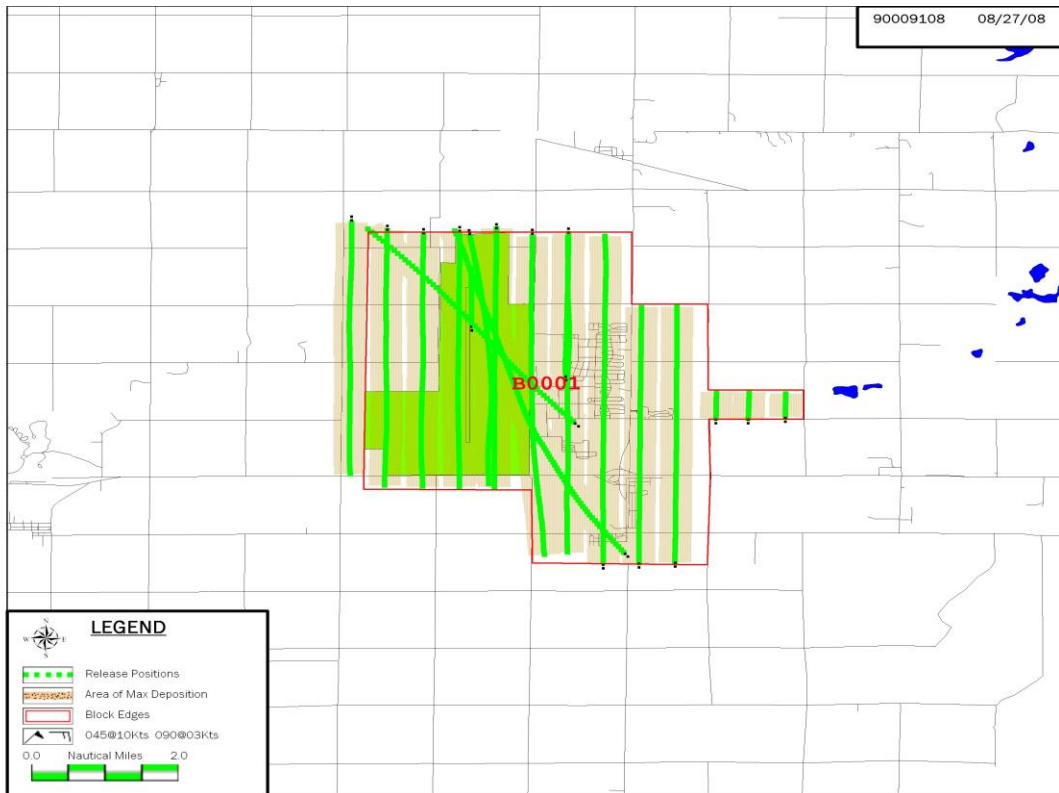 90009108 08/27/08
B0001
LEGEND
N
W E
S
Release Positions
Area of Max Deposition
Block Edges
045@10Kts 090@03Kts
0.0 Nautical Miles 2.0